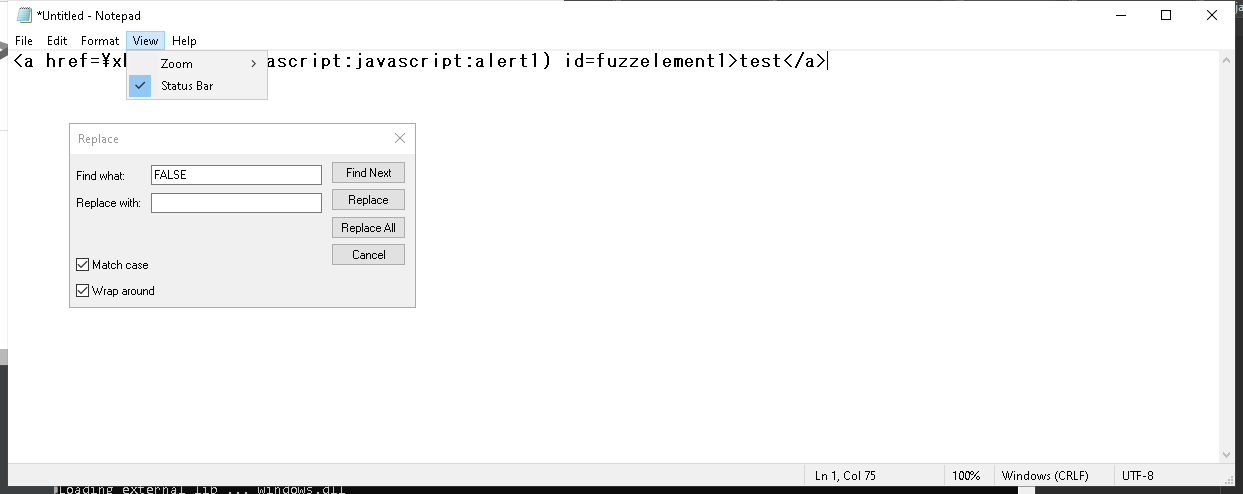 *Untitled - Notepad
File Edit Format View Help
<a href=¥x ascript:javascript:alert1) id=fuzzelement1>test</a>
Zoom
Status Bar
Replace
Find what: FALSE Find Next
Replace with: Replace
Replace All
Cancel
Match case
Wrap around
Ln 1, Col 75 100% Windows (CRLF) UTF-8
Loading external lib ... windows.dll